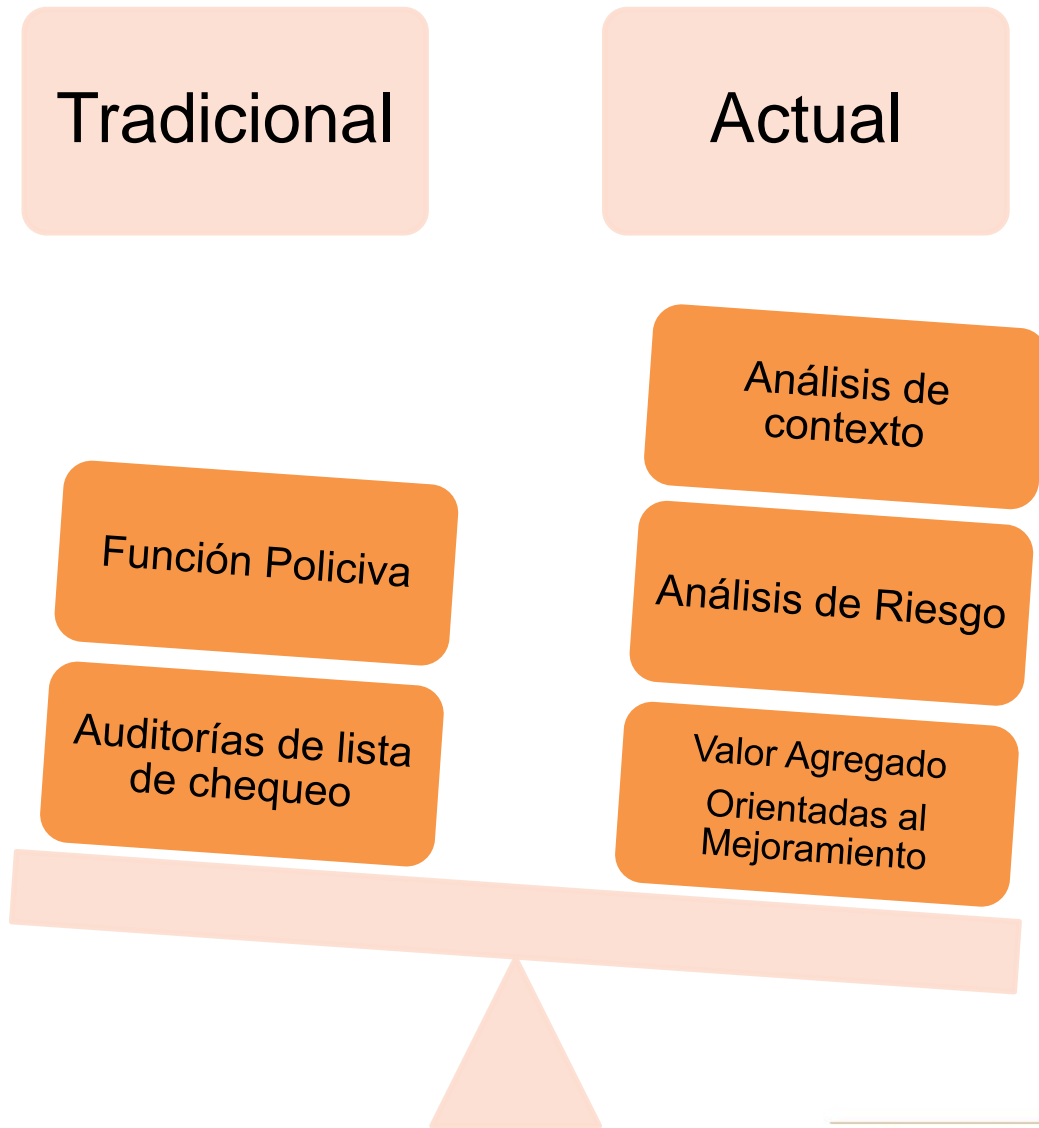 Tradicional
Actual
Función Policiva
Auditorías de lista
de chequeo
Análisis de
contexto
Análisis de Riesgo
Valor Agregado
Orientadas al
Mejoramiento